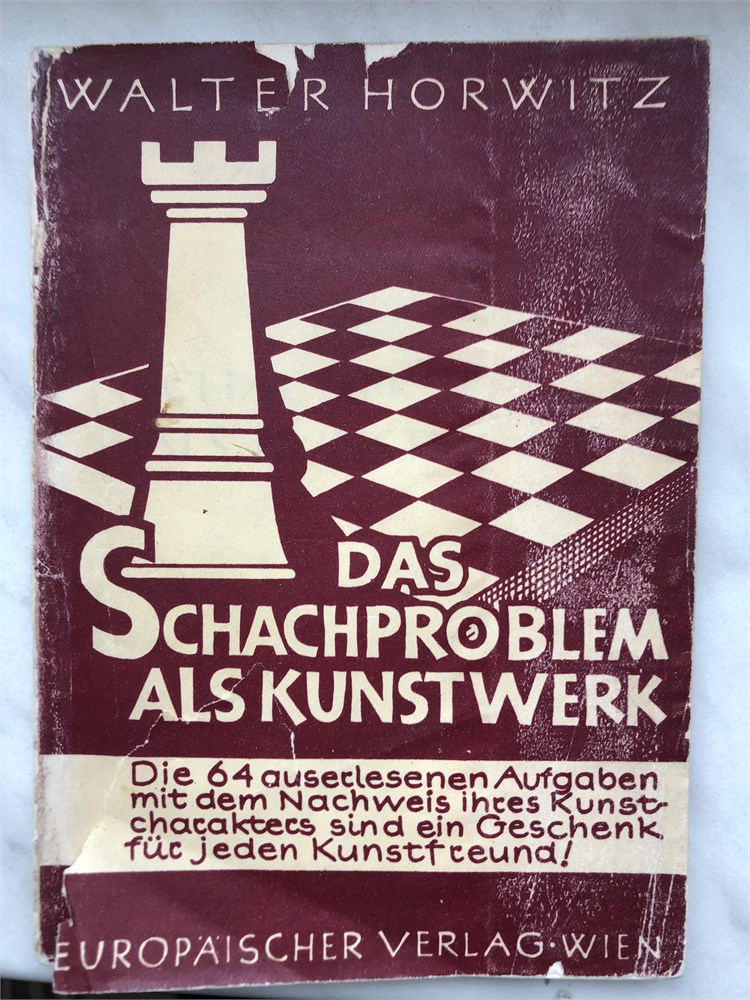 WALTER HORWITZ
DAS
SCHACHPROBLEM
ALS KUNSTWERK
Die 64 auserlesenen Aufgaben
mit dem Nachweis ihres Kunst-
charakters sind ein Geschenk
für jeden Kunstfreund!
EUROPÄISCHER VERLAG·WIEN